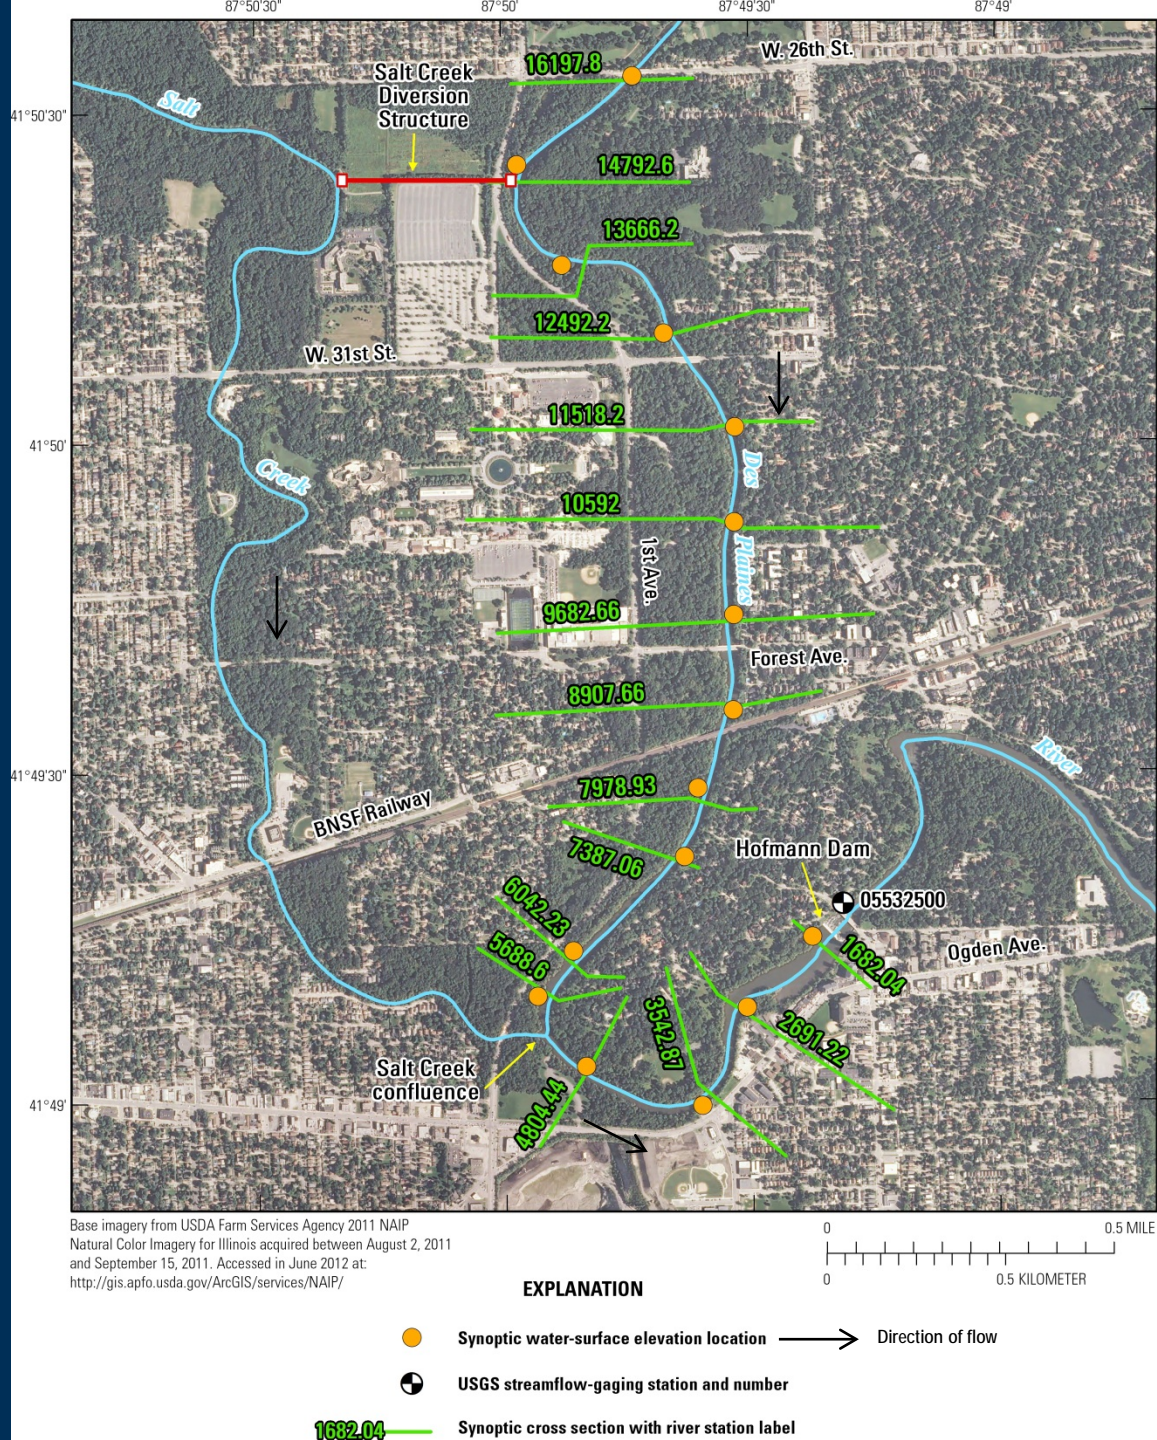 87°50'30"
87°50'
87°49'30"
87°49'
W. 26th St.
16197.8
Salt Creek
Diversion
Structure
Salt
41°50'30"
14792.6
13666.2
12492.2
W. 31st St.
11518.2
41°50'
Des
Creek
10592
1st Ave.
Plaines
9682.66
Forest Ave.
8907.66
River
41°49'30"
7978.93
BNSF Railway
7387.06
Hofmann Dam
6042.23
05532500
5688.6
1682.04
Ogden Ave.
3542.87
2691.22
Salt Creek
confluence
4804.44
41°49'
Base imagery from USDA Farm Services Agency 2011 NAIP
Natural Color Imagery for Illinois acquired between August 2, 2011
and September 15, 2011. Accessed in June 2012 at:
http://gis.apfo.usda.gov/ArcGIS/services/NAIP/
0 0.5 MILE
0 0.5 KILOMETER
EXPLANATION
Synoptic water-surface elevation location
Direction of flow
USGS streamflow-gaging station and number
1682.04
Synoptic cross section with river station label